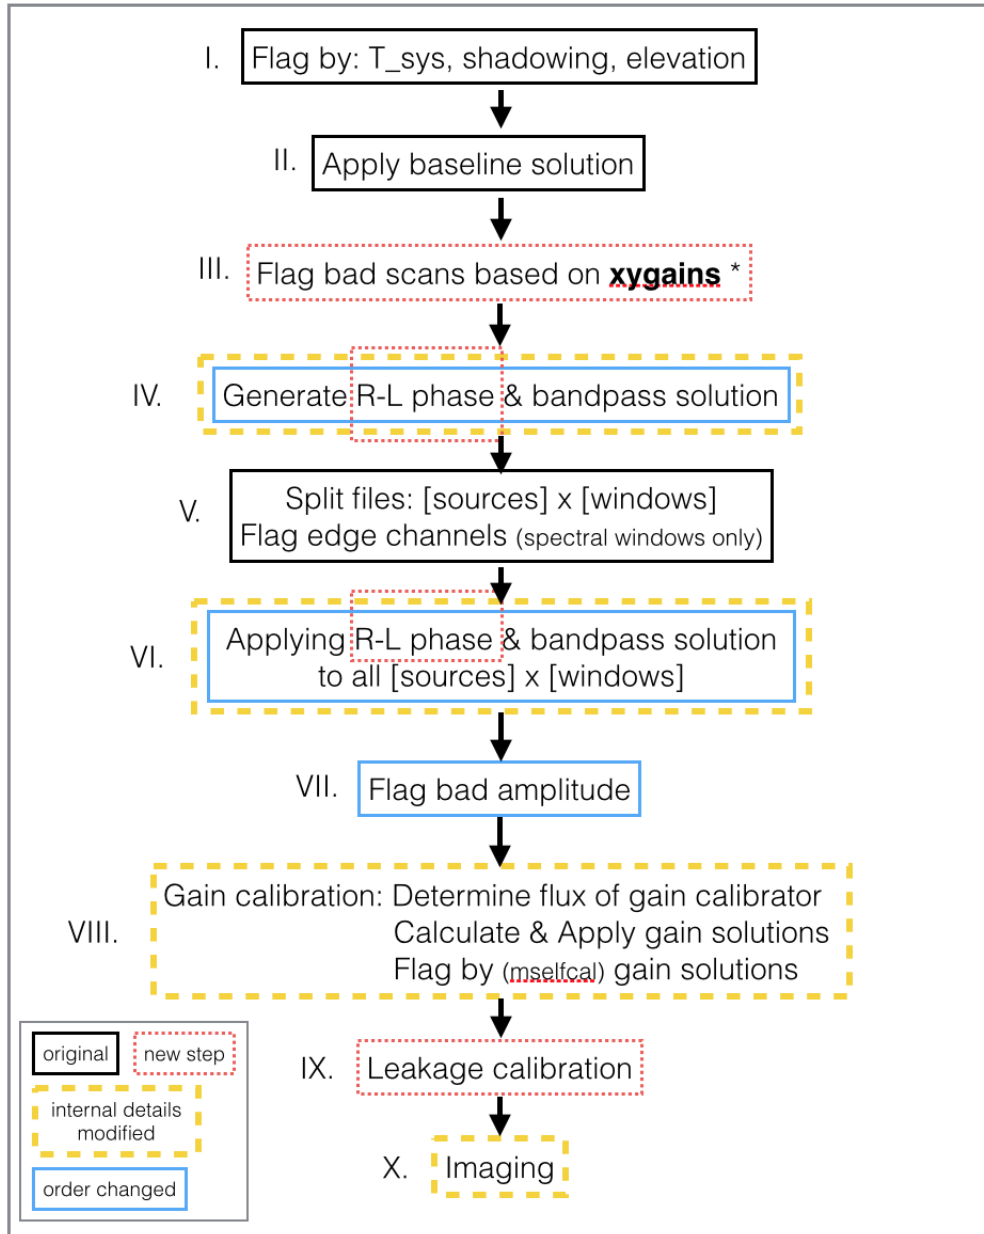 I. Flag by: T_sys, shadowing, elevation
II. Apply baseline solution
III. Flag bad scans based on xygains *
IV. Generate R-L phase & bandpass solution
V. Split files: [sources] x [windows]
Flag edge channels (spectral windows only)
VI. Applying R-L phase & bandpass solution
to all [sources] x [windows]
VII. Flag bad amplitude
VIII. Gain calibration: Determine flux of gain calibrator
Calculate & Apply gain solutions
Flag by (mselfcal) gain solutions
IX. Leakage calibration
X. Imaging
original
new step
internal details
modified
order changed